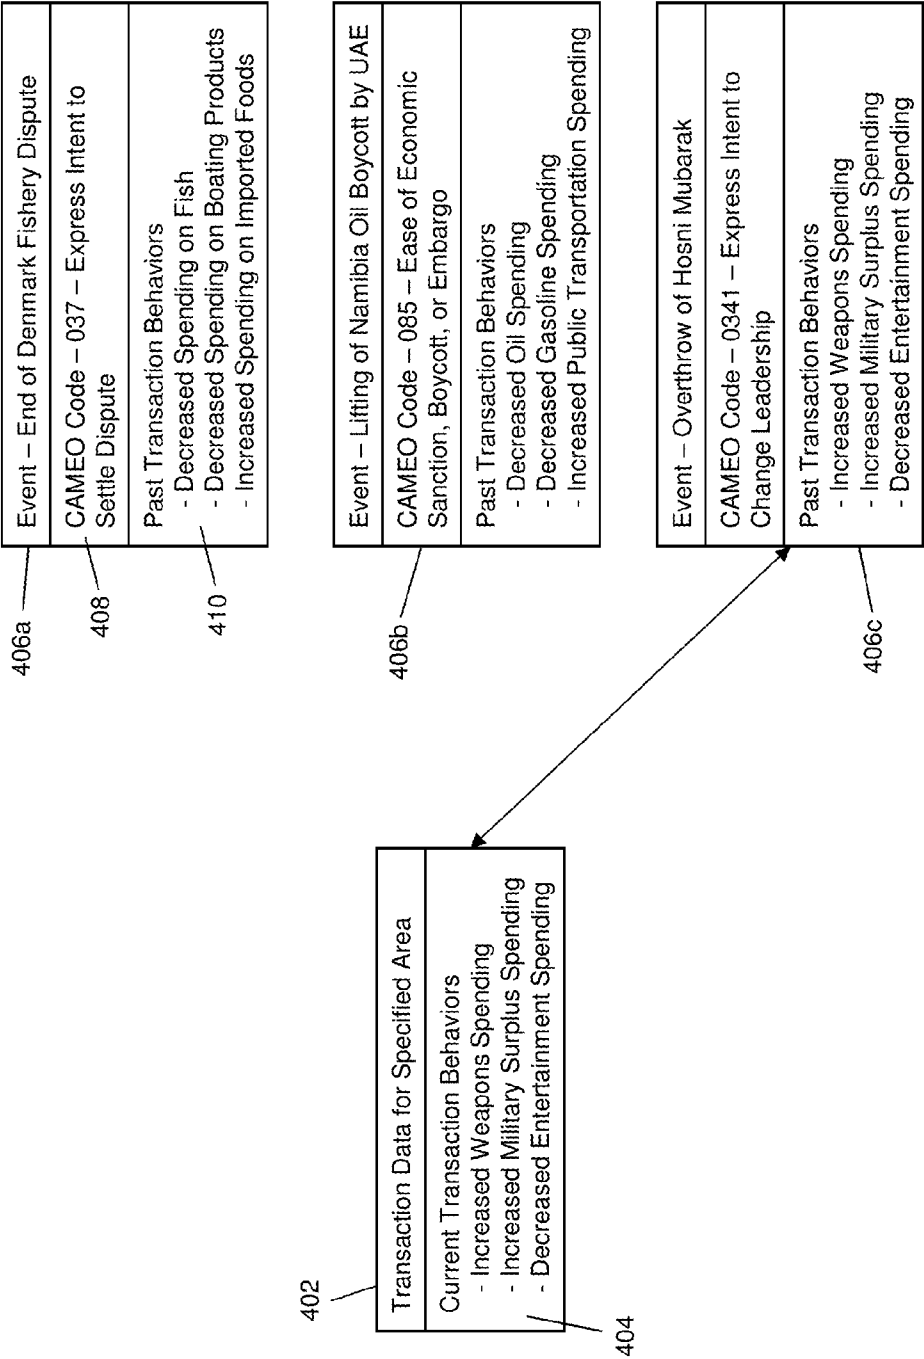 402
Transaction Data for Specified Area
Current Transaction Behaviors
- Increased Weapons Spending
- Increased Military Surplus Spending
- Decreased Entertainment Spending
404
406a
Event – End of Denmark Fishery Dispute
CAMEO Code – 037 – Express Intent to
Settle Dispute
408
Past Transaction Behaviors
- Decreased Spending on Fish
- Decreased Spending on Boating Products
- Increased Spending on Imported Foods
410
Event – Lifting of Namibia Oil Boycott by UAE
CAMEO Code – 085 – Ease of Economic
Sanction, Boycott, or Embargo
406b
Past Transaction Behaviors
- Decreased Oil Spending
- Decreased Gasoline Spending
- Increased Public Transportation Spending
Event – Overthrow of Hosni Mubarak
CAMEO Code – 0341 – Express Intent to
Change Leadership
Past Transaction Behaviors
- Increased Weapons Spending
- Increased Military Surplus Spending
- Decreased Entertainment Spending
406c